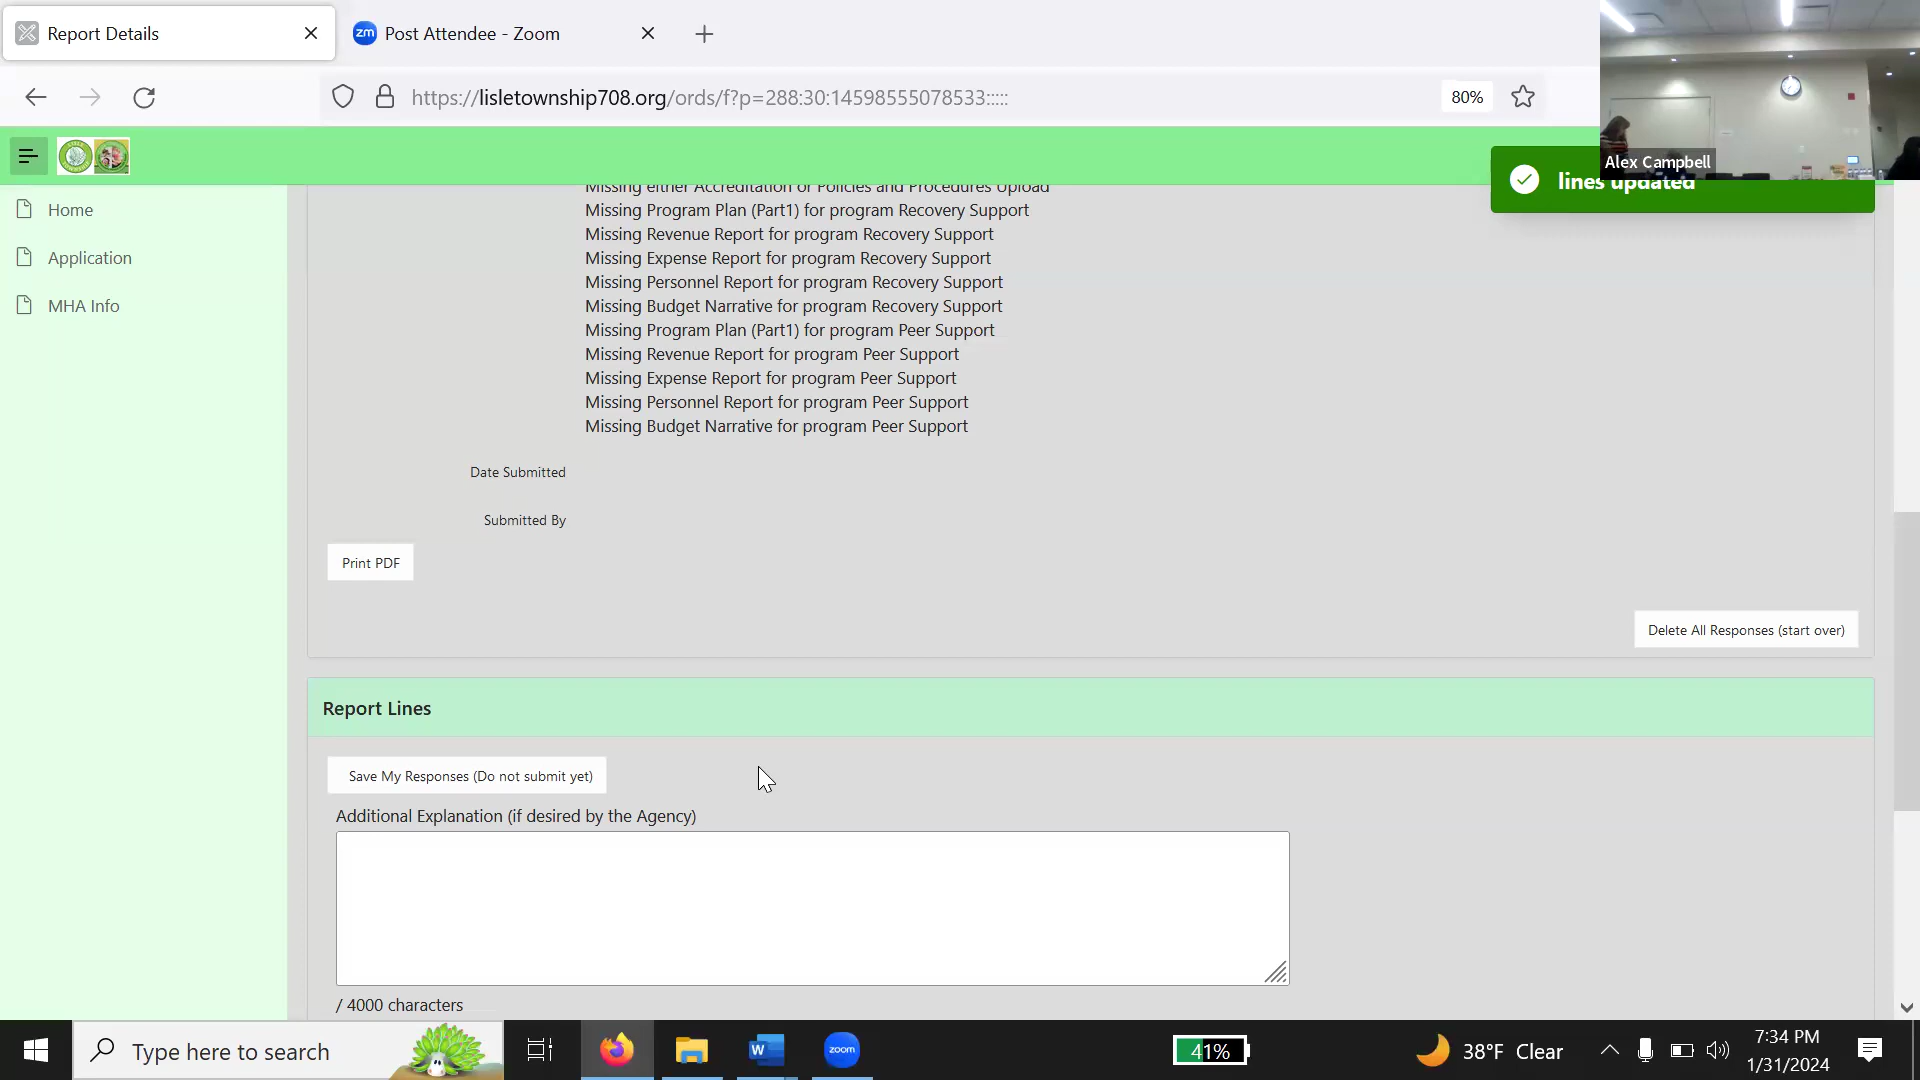 Report Details
zm Post Attendee - Zoom
https://lisletownship708.org/ords/f?p=288:30:14598555078533:::::
80%
Alex Campbell
lines updated
Home
Application
MHA Info
Missing either Accreditation or Policies and Procedures Upload
Missing Program Plan (Part1) for program Recovery Support
Missing Revenue Report for program Recovery Support
Missing Expense Report for program Recovery Support
Missing Personnel Report for program Recovery Support
Missing Budget Narrative for program Recovery Support
Missing Program Plan (Part1) for program Peer Support
Missing Revenue Report for program Peer Support
Missing Expense Report for program Peer Support
Missing Personnel Report for program Peer Support
Missing Budget Narrative for program Peer Support
Date Submitted
Submitted By
Print PDF
Delete All Responses (start over)
Report Lines
Save My Responses (Do not submit yet)
Additional Explanation (if desired by the Agency)
/ 4000 characters
Type here to search
W
zoom
41%
38°F Clear
7:34 PM
1/31/2024